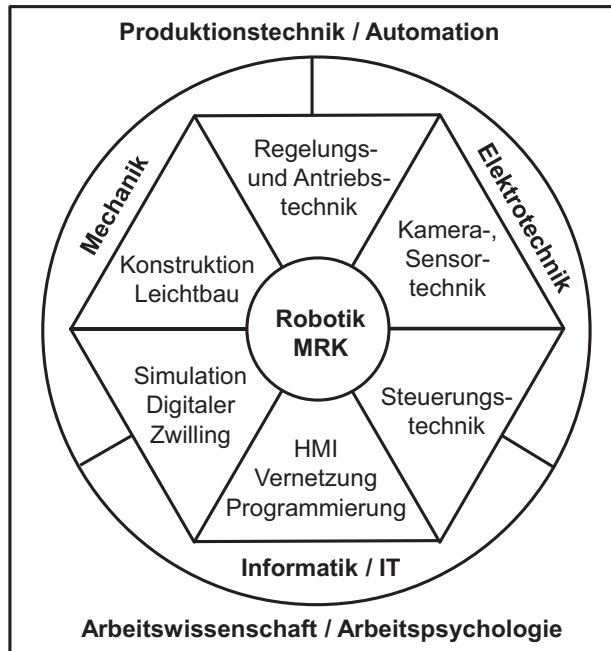 Produktionstechnik / Automation
Mechanik
Elektrotechnik
Regelungs-
und Antriebs-
technik
Kamera-,
Sensor-
technik
Konstruktion
Leichtbau
Robotik
MRK
Simulation
Digitaler
Zwilling
Steuerungs-
technik
HMI
Vernetzung
Programmierung
Informatik / IT
Arbeitswissenschaft / Arbeitspsychologie